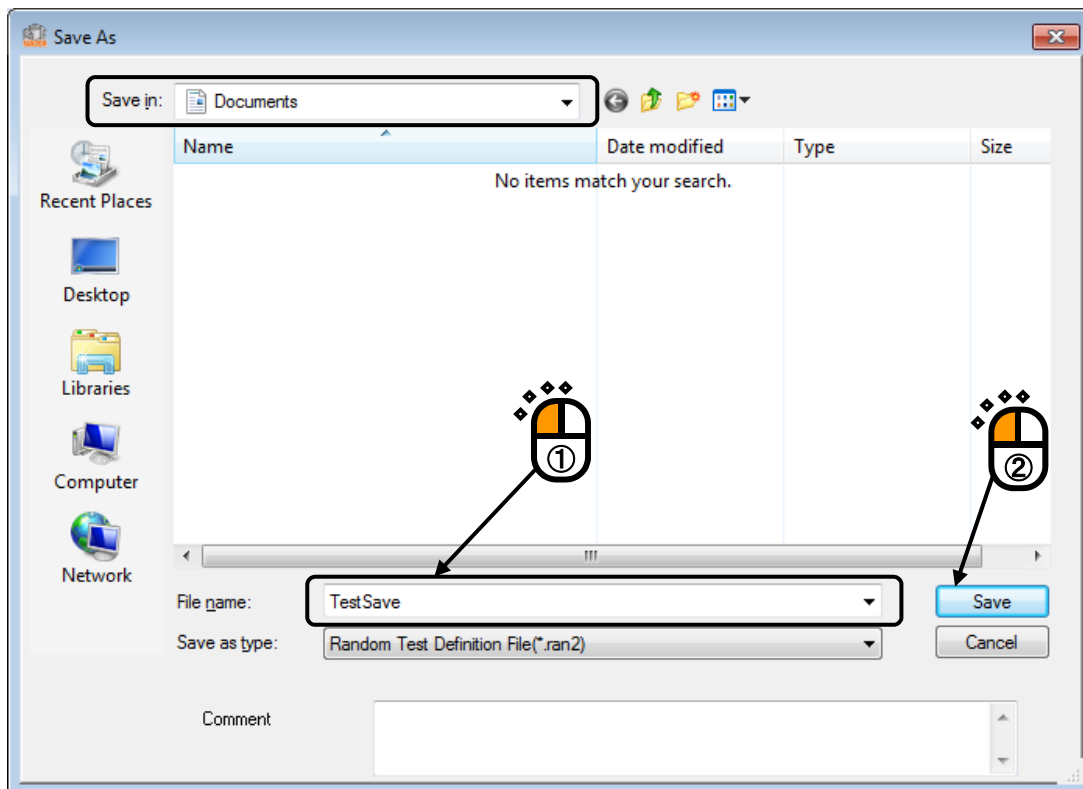 Save As
Save in:
Documents
Name
Date modified
Type
Size
No items match your search.
Recent Places
Desktop
Libraries
Computer
Network
①
②
File name:
TestSave
Save
Save as type:
Random Test Definition File(*.ran2)
Cancel
Comment